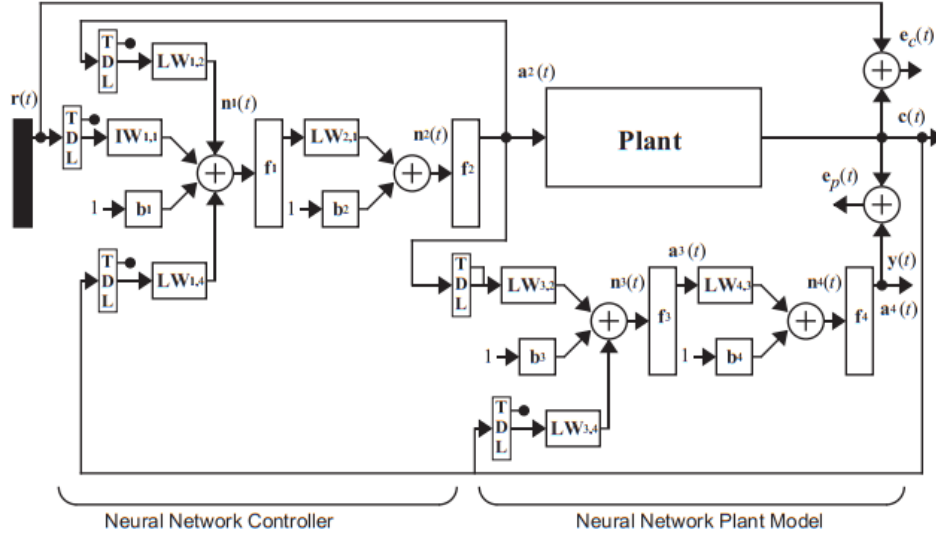 T D L
LW1,2
r(t)
T D L
IW1,1
n1(t)
1
b1
T D L
LW1,4
f1
LW2,1
n2(t)
1
b2
f2
a2(t)
Plant
ec(t)
c(t)
ep(t)
T D L
LW3,2
n3(t)
1
b3
T D L
LW3,4
f3
a3(t)
LW4,3
n4(t)
1
b4
f4
y(t)
a4(t)
Neural Network Controller
Neural Network Plant Model